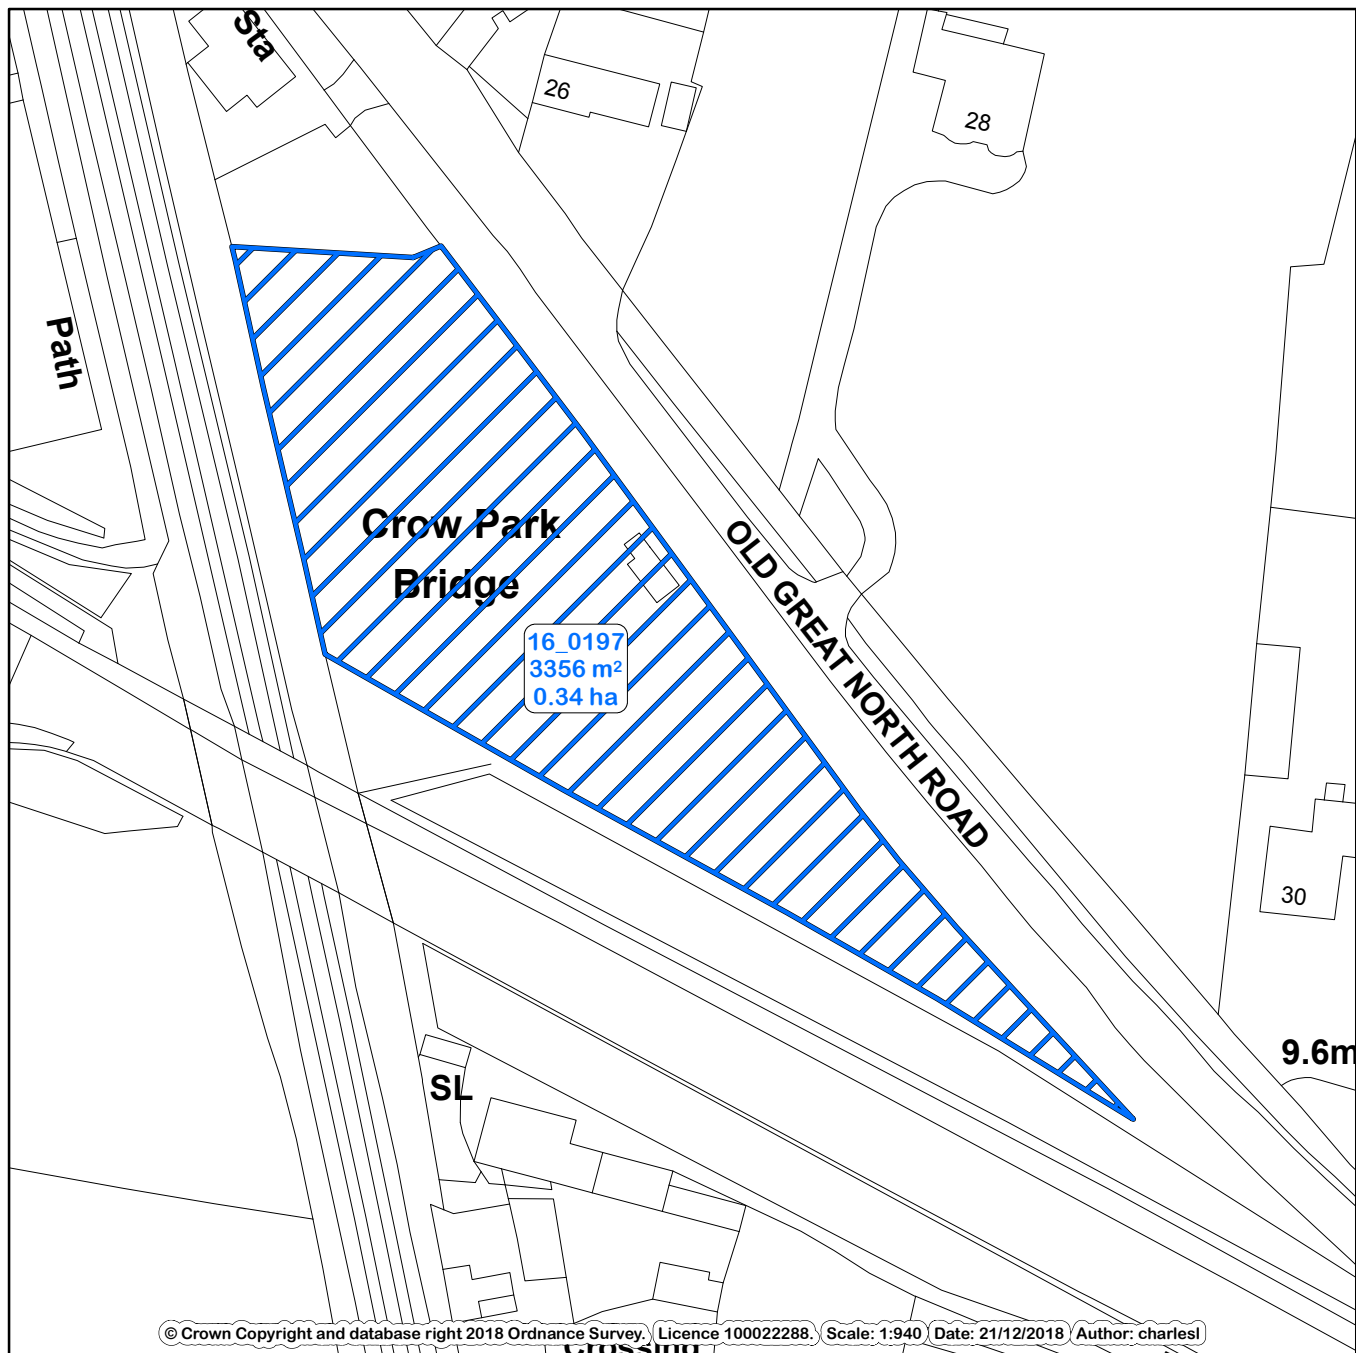 Sta
26
28
Path
Crow Park
Bridge
OLD GREAT NORTH ROAD
16_0197
3356 m²
0.34 ha
30
9.6m
SL
© Crown Copyright and database right 2018 Ordnance Survey. Licence 100022288. Scale: 1:940 Date: 21/12/2018 Author: charlesl
Crossing